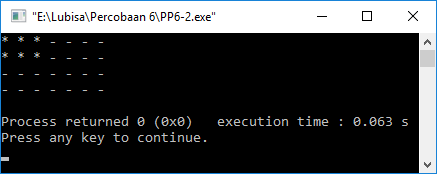 "E:\Lubisa\Percobaan 6\PP6-2.exe"
* * * - - - -
* * * - - - -
- - - - - - -
- - - - - - -
Process returned 0 (0x0)   execution time : 0.063 s
Press any key to continue.